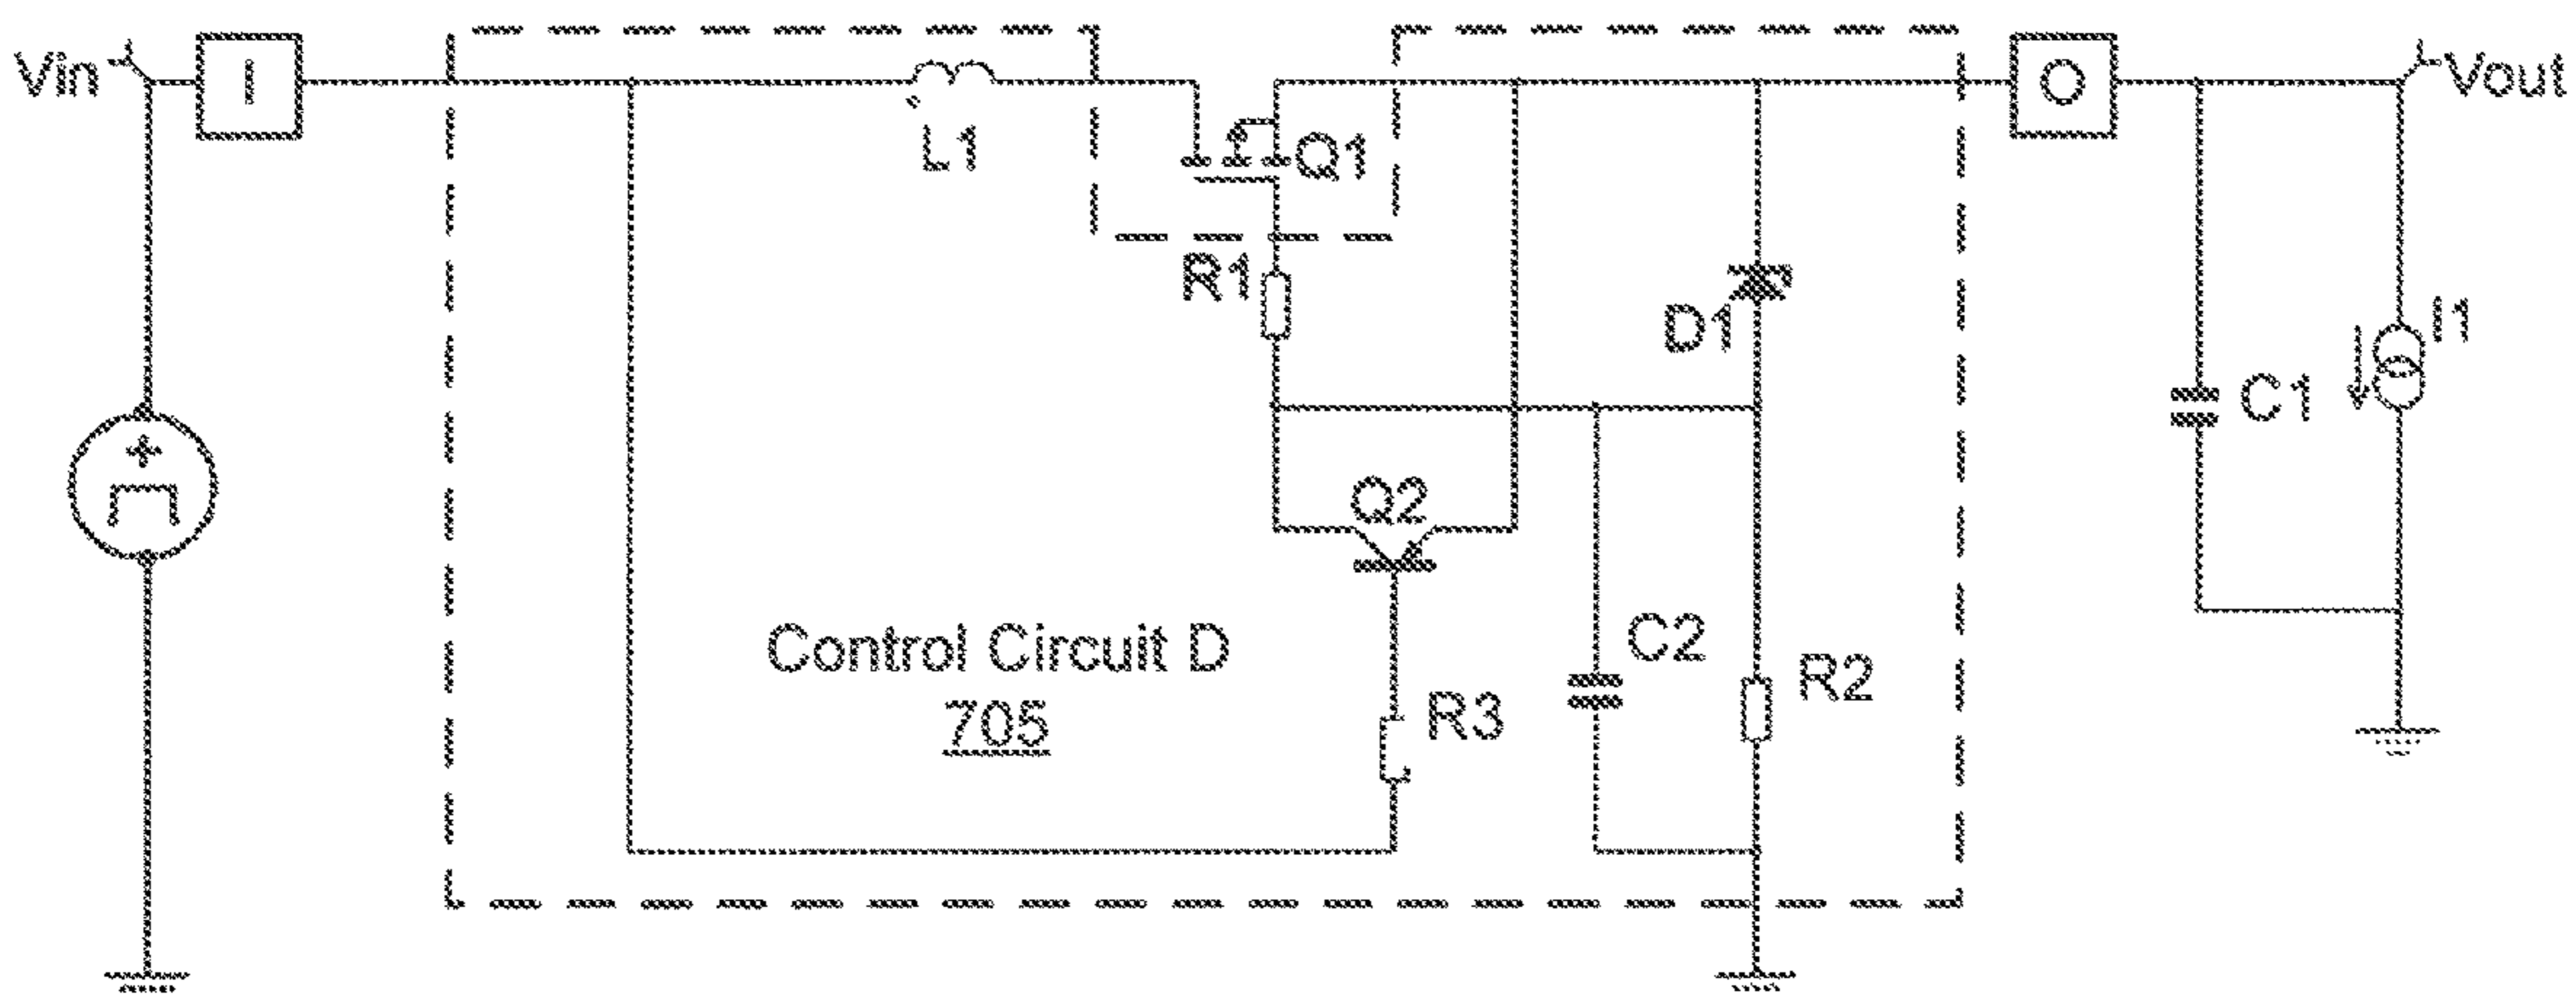 Vin
I
L1
Q1
O
Vout
R1
D1
I1
C1
Q2
Control Circuit D
705
C2
R2
R3
+